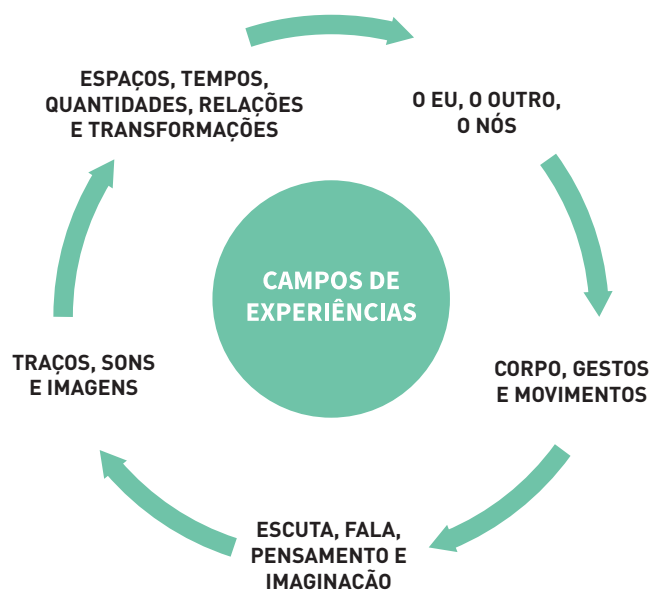 ESPAÇOS, TEMPOS,
QUANTIDADES, RELAÇÕES
E TRANSFORMAÇÕES
O EU, O OUTRO,
O NÓS
CAMPOS DE
EXPERIÊNCIAS
TRAÇOS, SONS
E IMAGENS
CORPO, GESTOS
E MOVIMENTOS
ESCUTA, FALA,
PENSAMENTO E
IMAGINACÃO